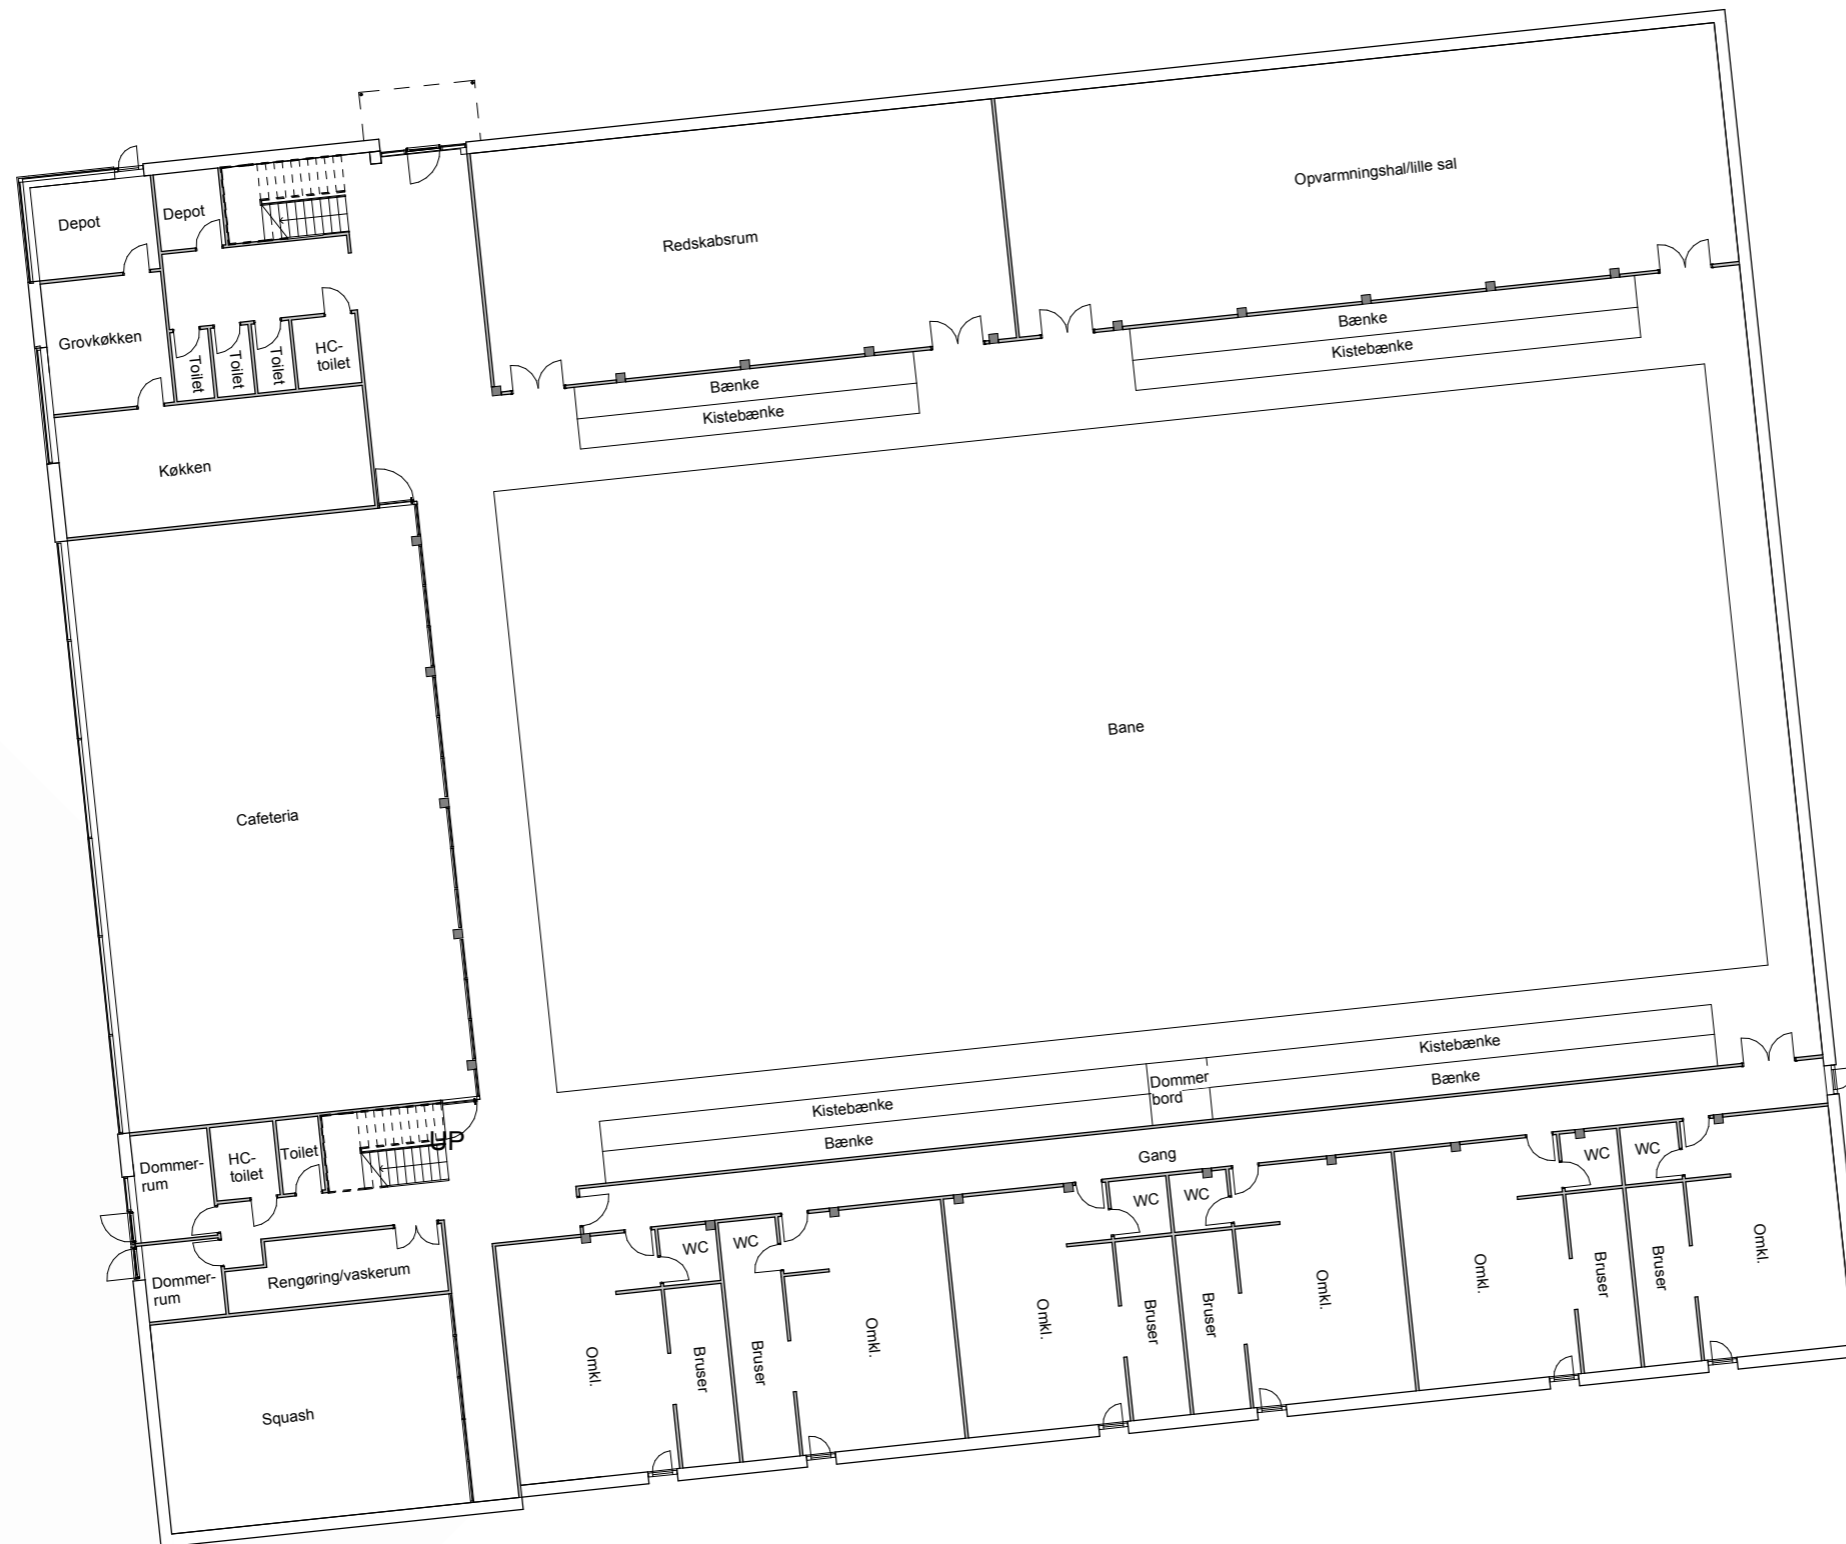 Opvarmningshal/lille sal
Redskabsrum
Depot
Depot
Grovkøkken
Toilet
Toilet
Toilet
HC-
toilet
Bænke
Kistebænke
Bænke
Kistebænke
Køkken
Bane
Cafeteria
Kistebænke
Bænke
Dommer
bord
Kistebænke
Bænke
UP
Gang
Dommer-
rum
HC-
toilet
Toilet
Dommer-
rum
Rengøring/vaskerum
Squash
WC
WC
WC
WC
WC
WC
Omkl.
Bruser
Bruser
Omkl.
Omkl.
Bruser
Bruser
Omkl.
Omkl.
Bruser
Bruser
Omkl.